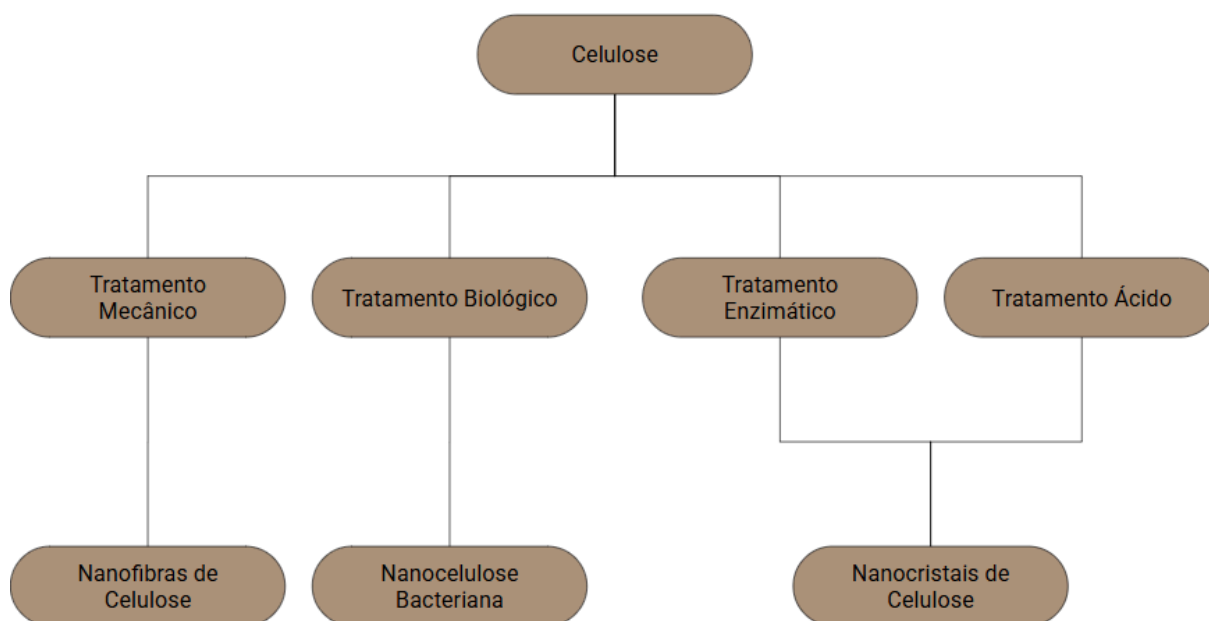 Celulose
Tratamento
Mecânico
Tratamento Biológico
Tratamento
Enzimático
Tratamento Ácido
Nanofibras de
Celulose
Nanocelulose
Bacteriana
Nanocristais de
Celulose